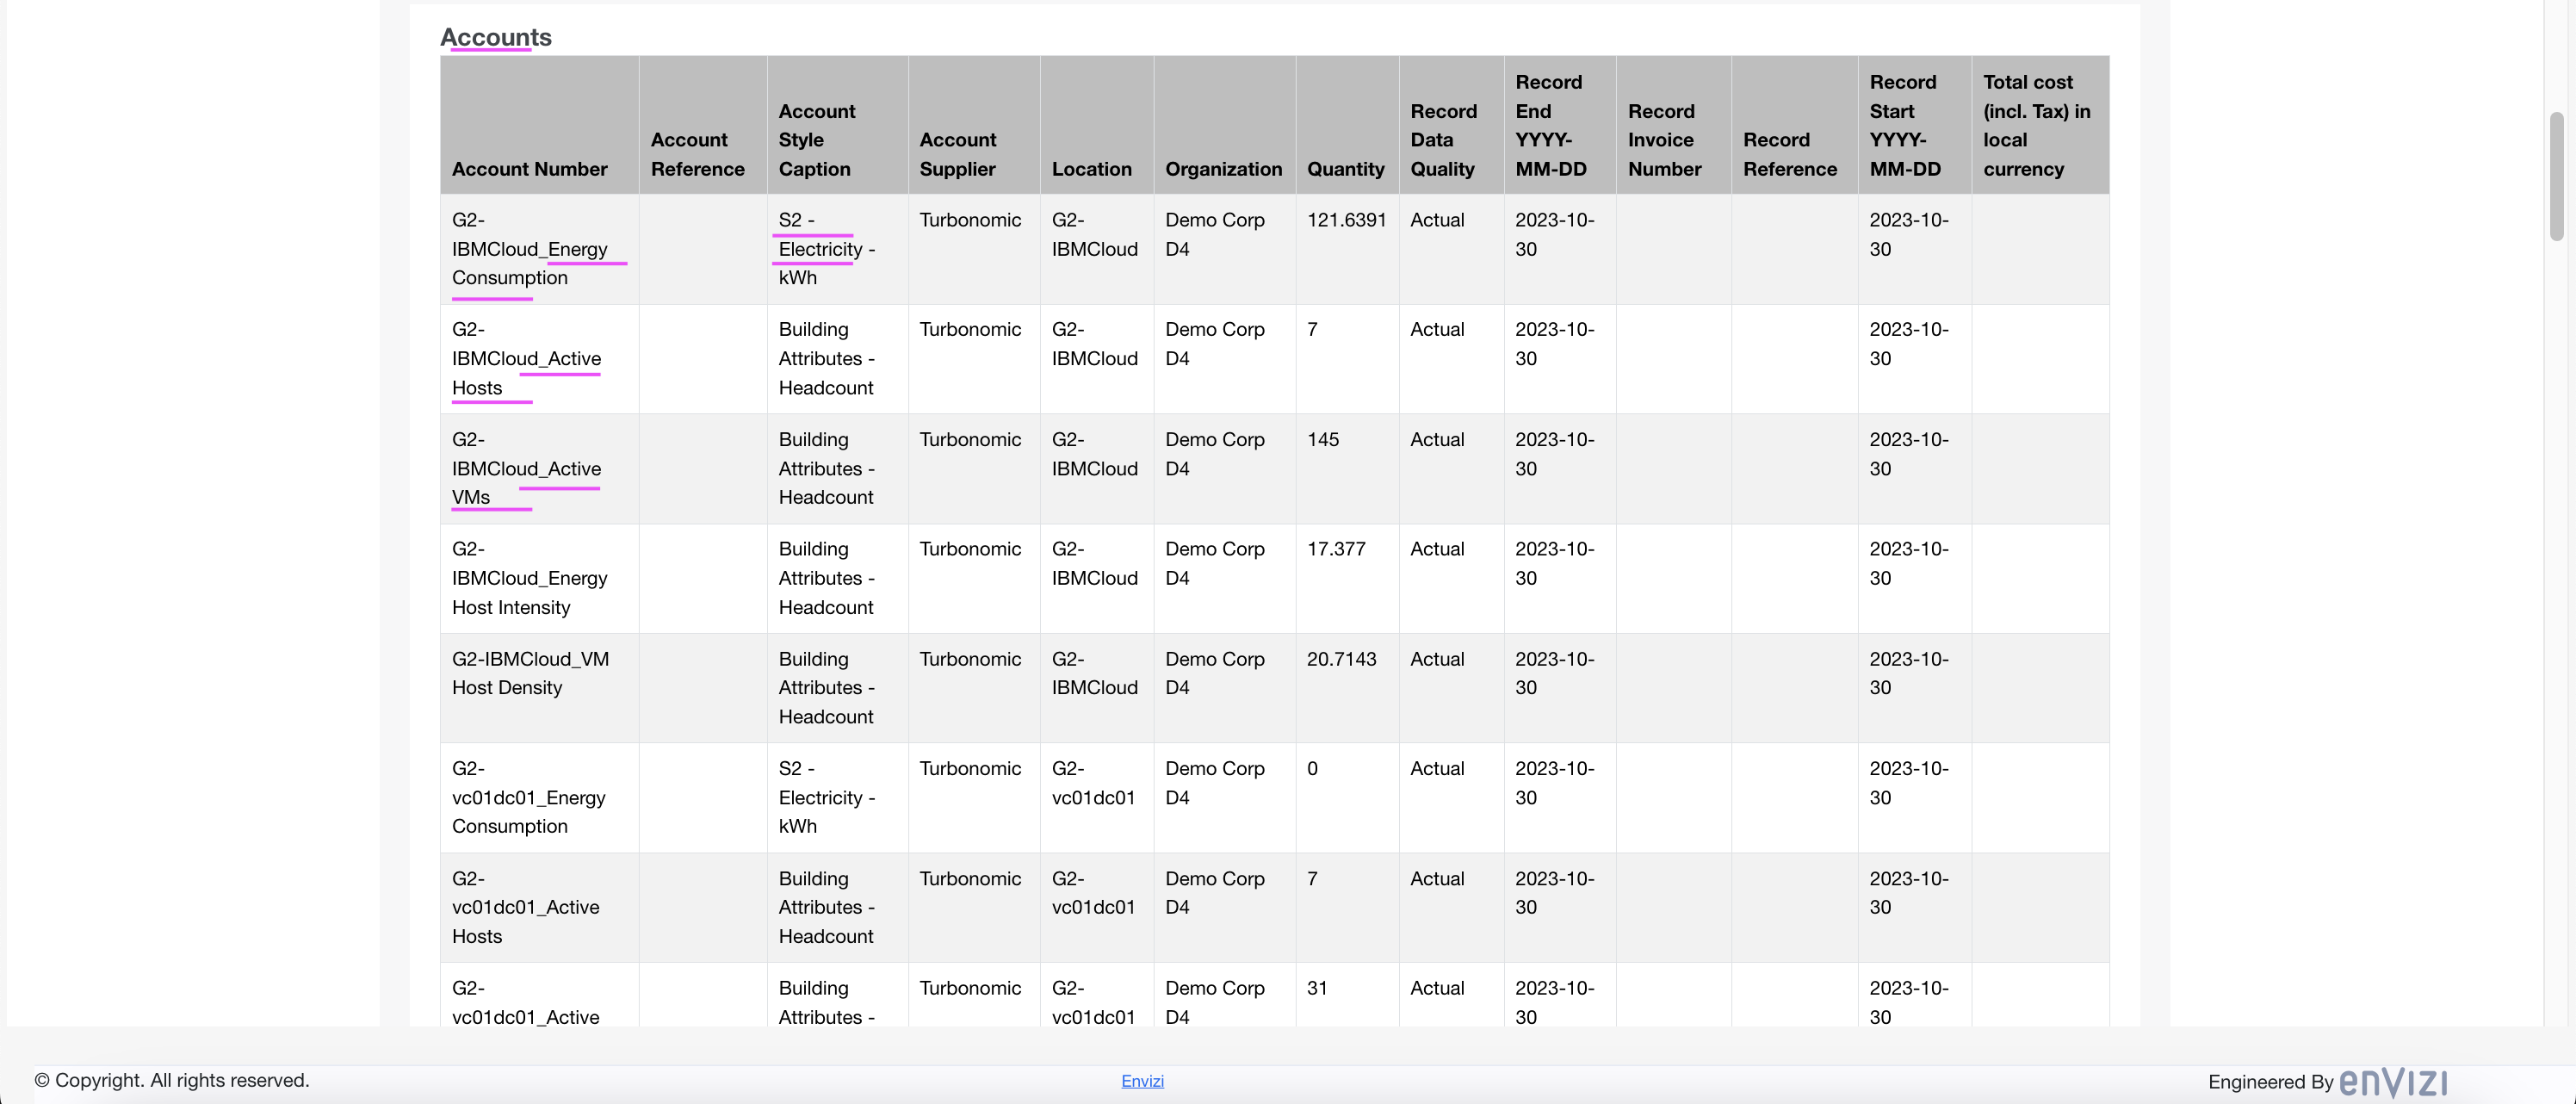 Accounts
Account Number | Account Reference | Account Style Caption | Account Supplier | Location | Organization | Quantity | Record Data Quality | Record End YYYY-MM-DD | Record Invoice Number | Record Reference | Record Start YYYY-MM-DD | Total cost (incl. Tax) in local currency
G2-IBMCloud_Energy Consumption | | S2 - Electricity - kWh | Turbonomic | G2-IBMCloud | Demo Corp D4 | 121.6391 | Actual | 2023-10-30 | | | 2023-10-30 |
G2-IBMCloud_Active Hosts | | Building Attributes - Headcount | Turbonomic | G2-IBMCloud | Demo Corp D4 | 7 | Actual | 2023-10-30 | | | 2023-10-30 |
G2-IBMCloud_Active VMs | | Building Attributes - Headcount | Turbonomic | G2-IBMCloud | Demo Corp D4 | 145 | Actual | 2023-10-30 | | | 2023-10-30 |
G2-IBMCloud_Energy Host Intensity | | Building Attributes - Headcount | Turbonomic | G2-IBMCloud | Demo Corp D4 | 17.377 | Actual | 2023-10-30 | | | 2023-10-30 |
G2-IBMCloud_VM Host Density | | Building Attributes - Headcount | Turbonomic | G2-IBMCloud | Demo Corp D4 | 20.7143 | Actual | 2023-10-30 | | | 2023-10-30 |
G2-vc01dc01_Energy Consumption | | S2 - Electricity - kWh | Turbonomic | G2-vc01dc01 | Demo Corp D4 | 0 | Actual | 2023-10-30 | | | 2023-10-30 |
G2-vc01dc01_Active Hosts | | Building Attributes - Headcount | Turbonomic | G2-vc01dc01 | Demo Corp D4 | 7 | Actual | 2023-10-30 | | | 2023-10-30 |
G2-vc01dc01_Active | | Building Attributes - | Turbonomic | G2-vc01dc01 | Demo Corp D4 | 31 | Actual | 2023-10-30 | | | 2023-10-30 |
© Copyright. All rights reserved.
Envizi
Engineered By envizi